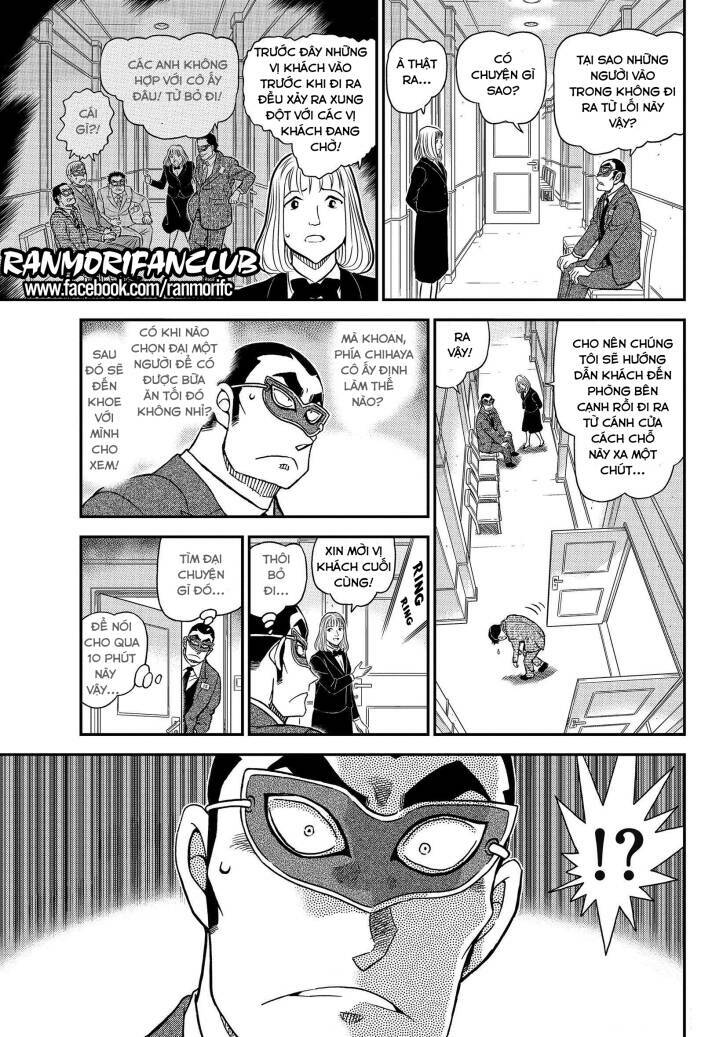 TẠI SAO NHỮNG
NGƯỜI VÀO
TRONG KHÔNG ĐI
RA TỪ LỐI NÀY
VẬY?
CÓ
CHUYỆN GÌ
SAO?
À THẬT
RA...
TRƯỚC ĐÂY NHỮNG
VỊ KHÁCH VÀO
TRƯỚC KHI ĐI RA
ĐỀU XẢY RA XUNG
ĐỘT VỚI CÁC VỊ
KHÁCH ĐANG
CHỜ!
CÁC ANH KHÔNG
HỢP VỚI CÔ ẤY
ĐÂU! TỪ BỎ ĐI!
CÁI
GÌ?!
RANMORIFANCLUB
www.facebook.com/ranmorifc
CHO NÊN CHÚNG
TÔI SẼ HƯỚNG
DẪN KHÁCH ĐẾN
PHÒNG BÊN
CẠNH RỒI ĐI RA
TỪ CÁNH CỬA
CÁCH CHỖ
NÀY XA MỘT
CHÚT...
RA
VẬY!
MÀ KHOAN,
PHÍA CHIHAYA
CÔ ẤY ĐỊNH
LÀM THẾ
NÀO?
CÓ KHI NÀO
CHỌN ĐẠI MỘT
NGƯỜI ĐỂ CÓ
ĐƯỢC BỮA
ĂN TỐI ĐÓ
KHÔNG NHỈ?
SAU
ĐÓ SẼ
ĐẾN
KHOE
VỚI
MÌNH
CHO
XEM!
RING
RING
XIN MỜI VỊ
KHÁCH CUỐI
CÙNG!
THÔI
BỎ
ĐI...
TÌM ĐẠI
CHUYỆN
GÌ ĐÓ...
ĐỂ NÓI
CHO QUA
10 PHÚT
NÀY
VẬY...
!?